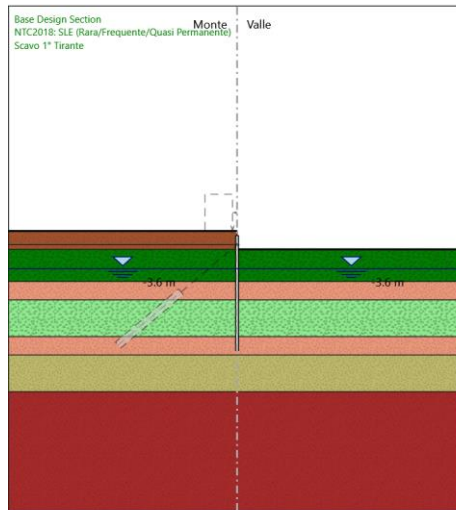 Base Design Section
NTC2018: SLE (Rara/Frequente/Quasi Permanente)
Scavo 1° Tirante
Monte
Valle
-3.6 m
-3.6 m